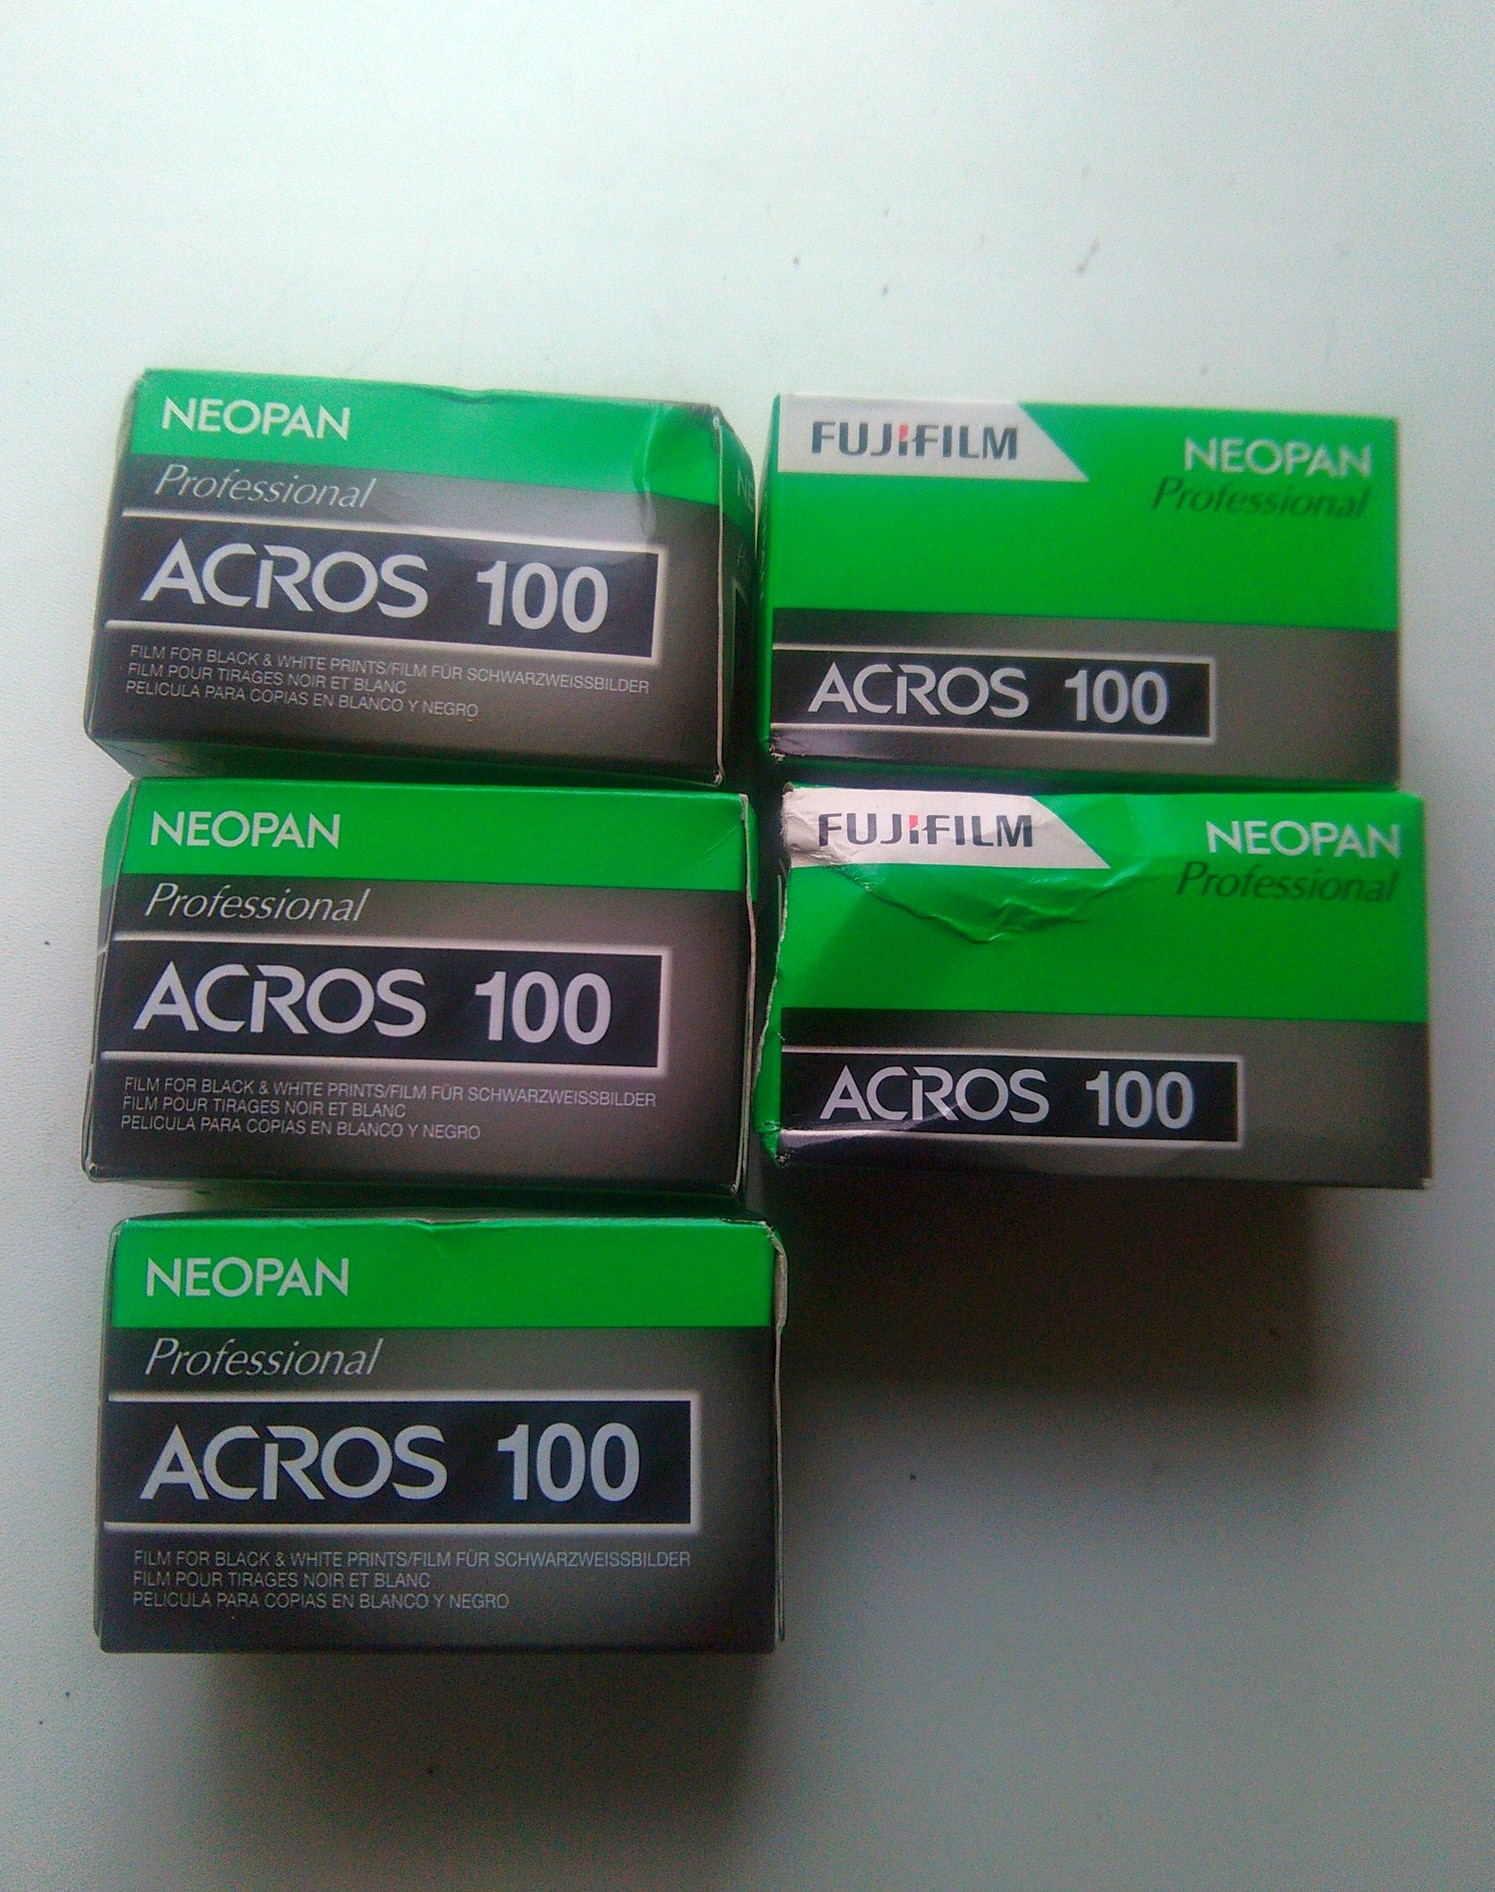 NEOPAN
Professional
ACROS 100
FILM FOR BLACK & WHITE PRINTS/FILM FÜR SCHWARZWEISSBILDER
FILM POUR TIRAGES NOIR ET BLANC
PELICULA PARA COPIAS EN BLANCO Y NEGRO
FUJIFILM
NEOPAN
Professional
ACROS 100
NEOPAN
Professional
ACROS 100
FILM FOR BLACK & WHITE PRINTS/FILM FÜR SCHWARZWEISSBILDER
FILM POUR TIRAGES NOIR ET BLANC
PELICULA PARA COPIAS EN BLANCO Y NEGRO
FUJIFILM
NEOPAN
Professional
ACROS 100
NEOPAN
Professional
ACROS 100
FILM FOR BLACK & WHITE PRINTS/FILM FÜR SCHWARZWEISSBILDER
FILM POUR TIRAGES NOIR ET BLANC
PELICULA PARA COPIAS EN BLANCO Y NEGRO